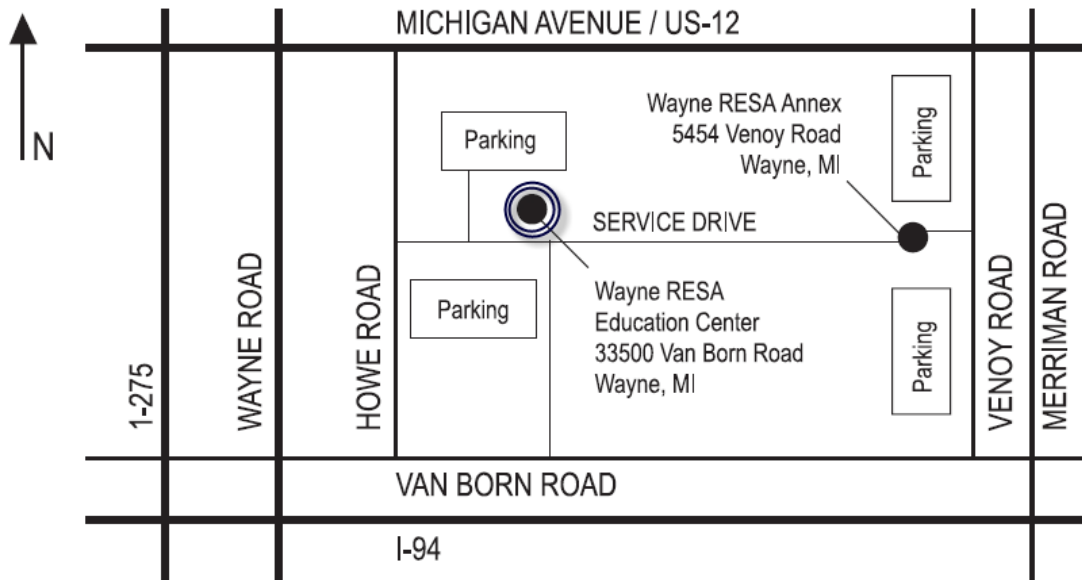 MICHIGAN AVENUE / US-12
N
Parking
Wayne RESA Annex
5454 Venoy Road
Wayne, MI
Parking
SERVICE DRIVE
Parking
Wayne RESA
Education Center
33500 Van Born Road
Wayne, MI
Parking
1-275
WAYNE ROAD
HOWE ROAD
VENOY ROAD
MERRIMAN ROAD
VAN BORN ROAD
I-94